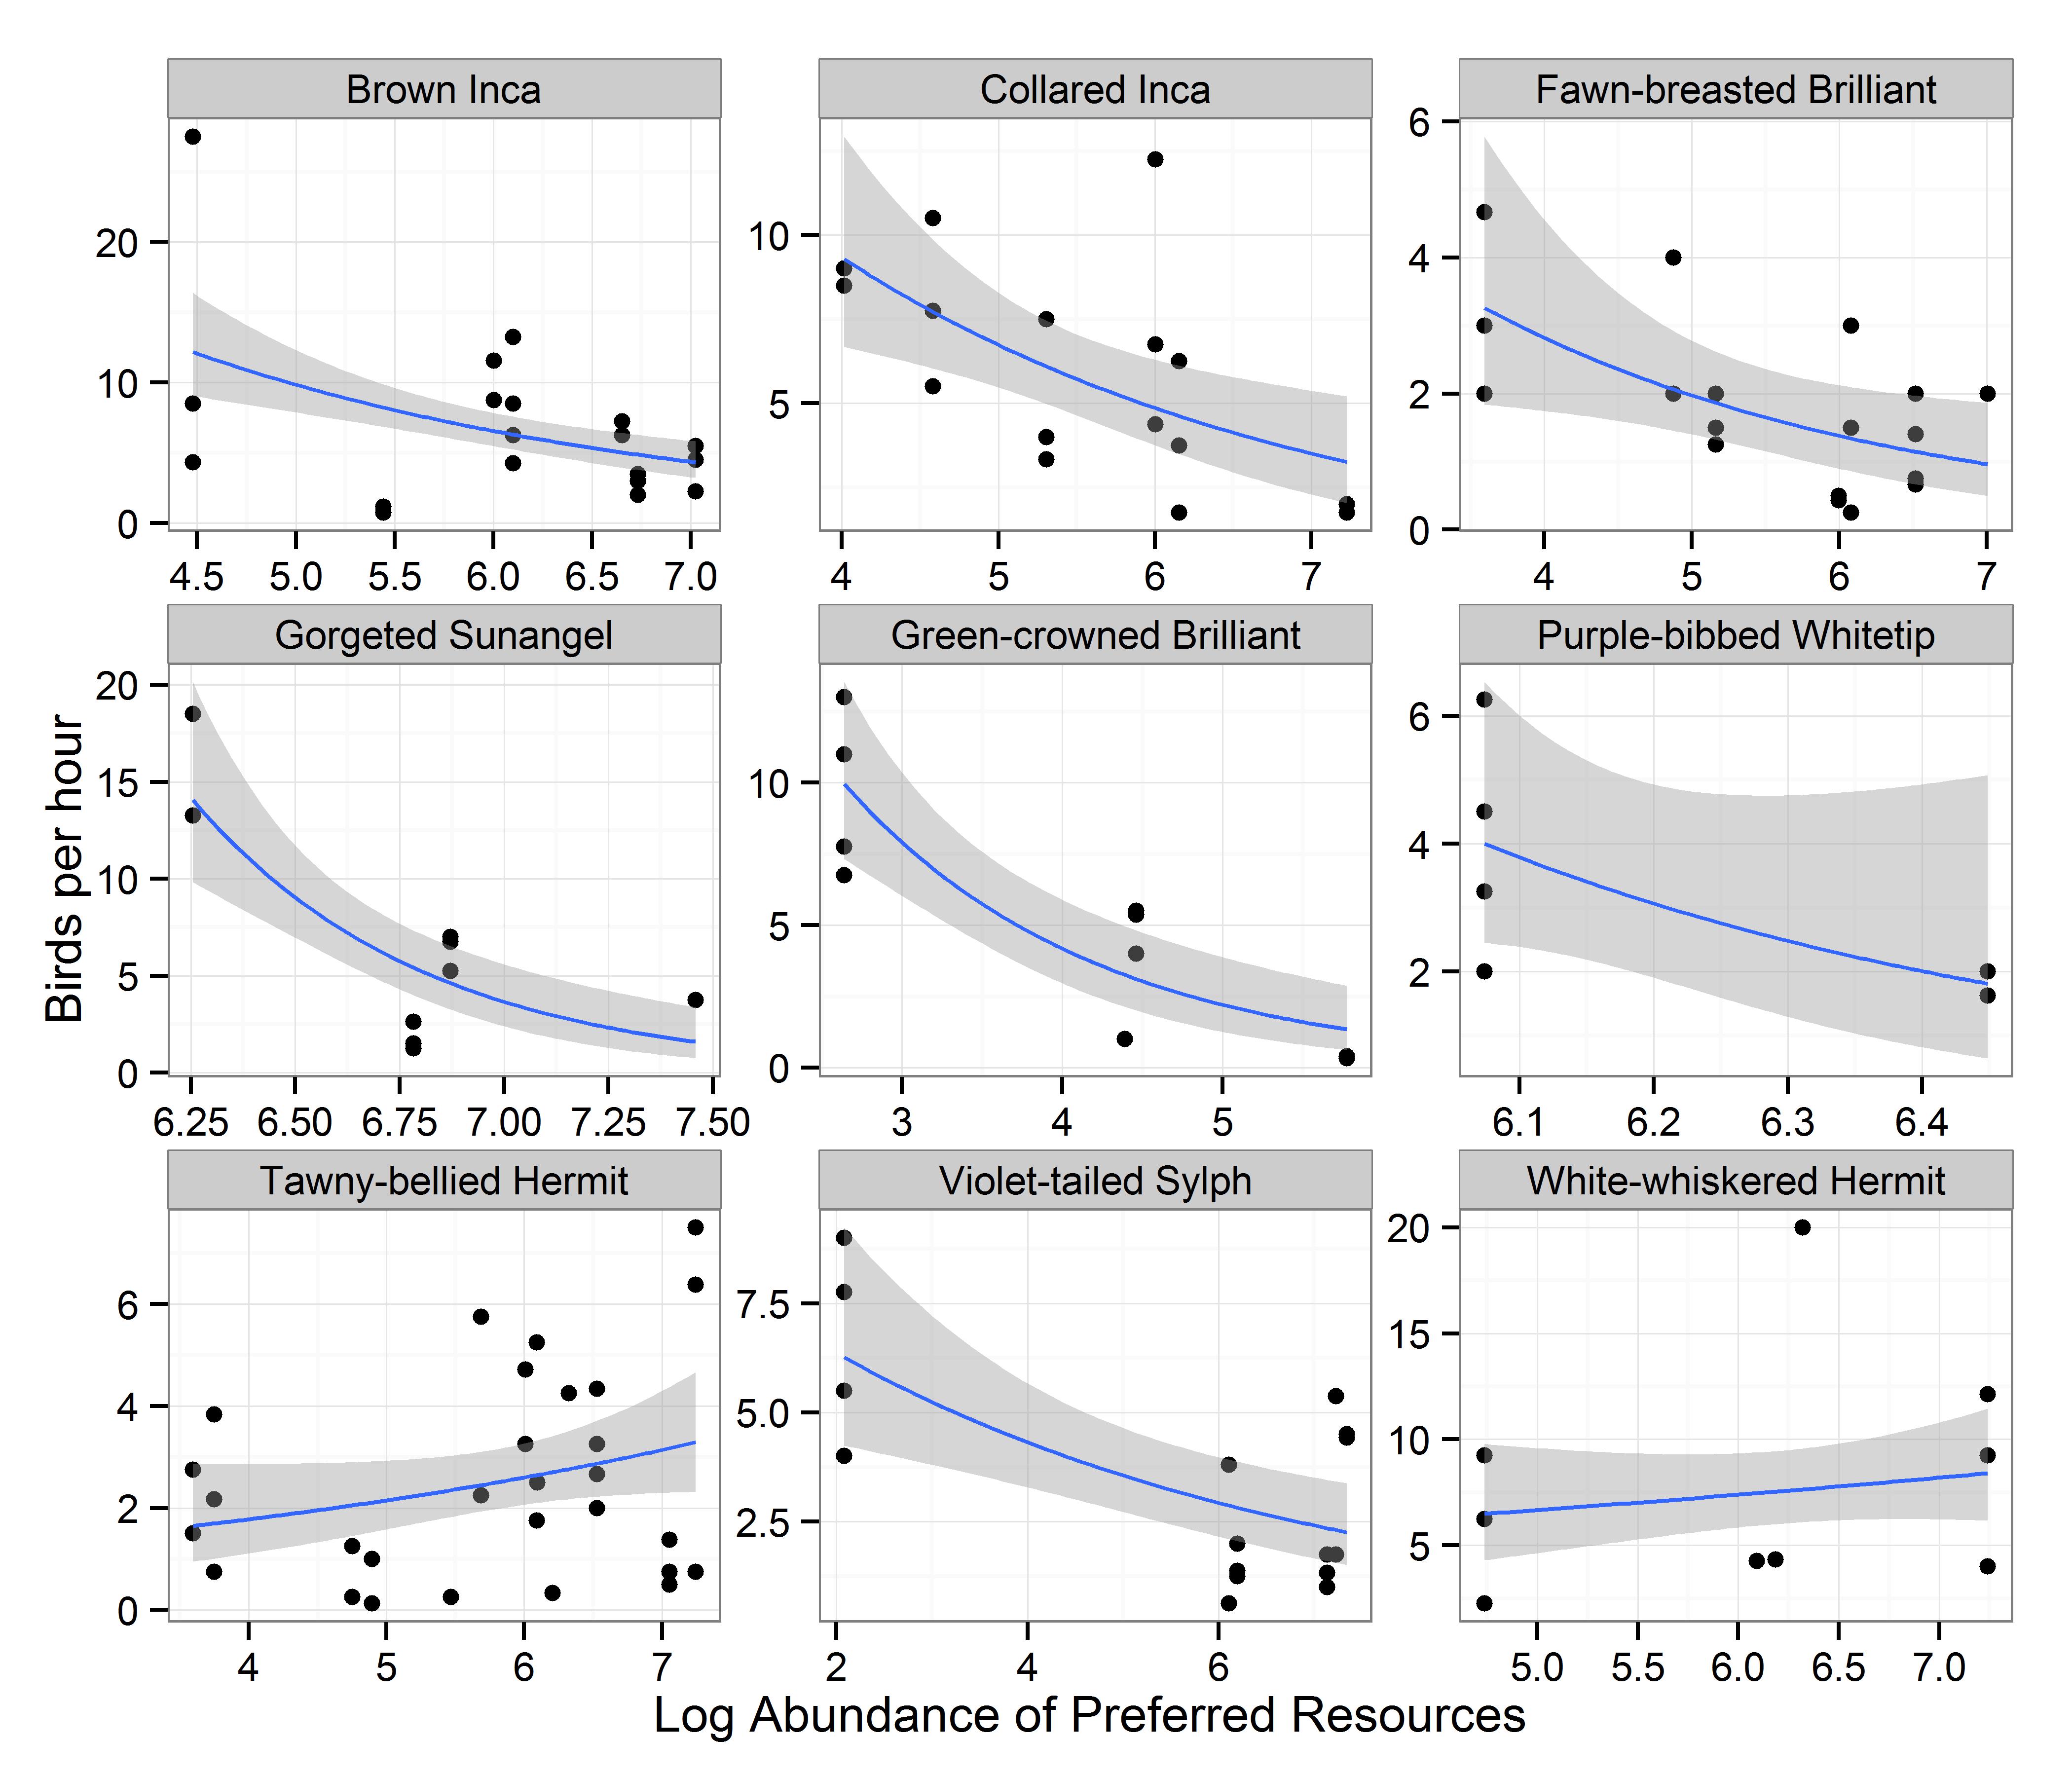 Brown Inca
Collared Inca
Fawn-breasted Brilliant
0
10
20
5
10
0
2
4
6
4.5 5.0 5.5 6.0 6.5 7.0
4 5 6 7
4 5 6 7
Gorgeted Sunangel
Green-crowned Brilliant
Purple-bibbed Whitetip
Birds per hour
0
5
10
15
20
0
5
10
2
4
6
6.25 6.50 6.75 7.00 7.25 7.50
3 4 5
6.1 6.2 6.3 6.4
Tawny-bellied Hermit
Violet-tailed Sylph
White-whiskered Hermit
0
2
4
6
2.5
5.0
7.5
5
10
15
20
4 5 6 7
2 4 6
5.0 5.5 6.0 6.5 7.0
Log Abundance of Preferred Resources